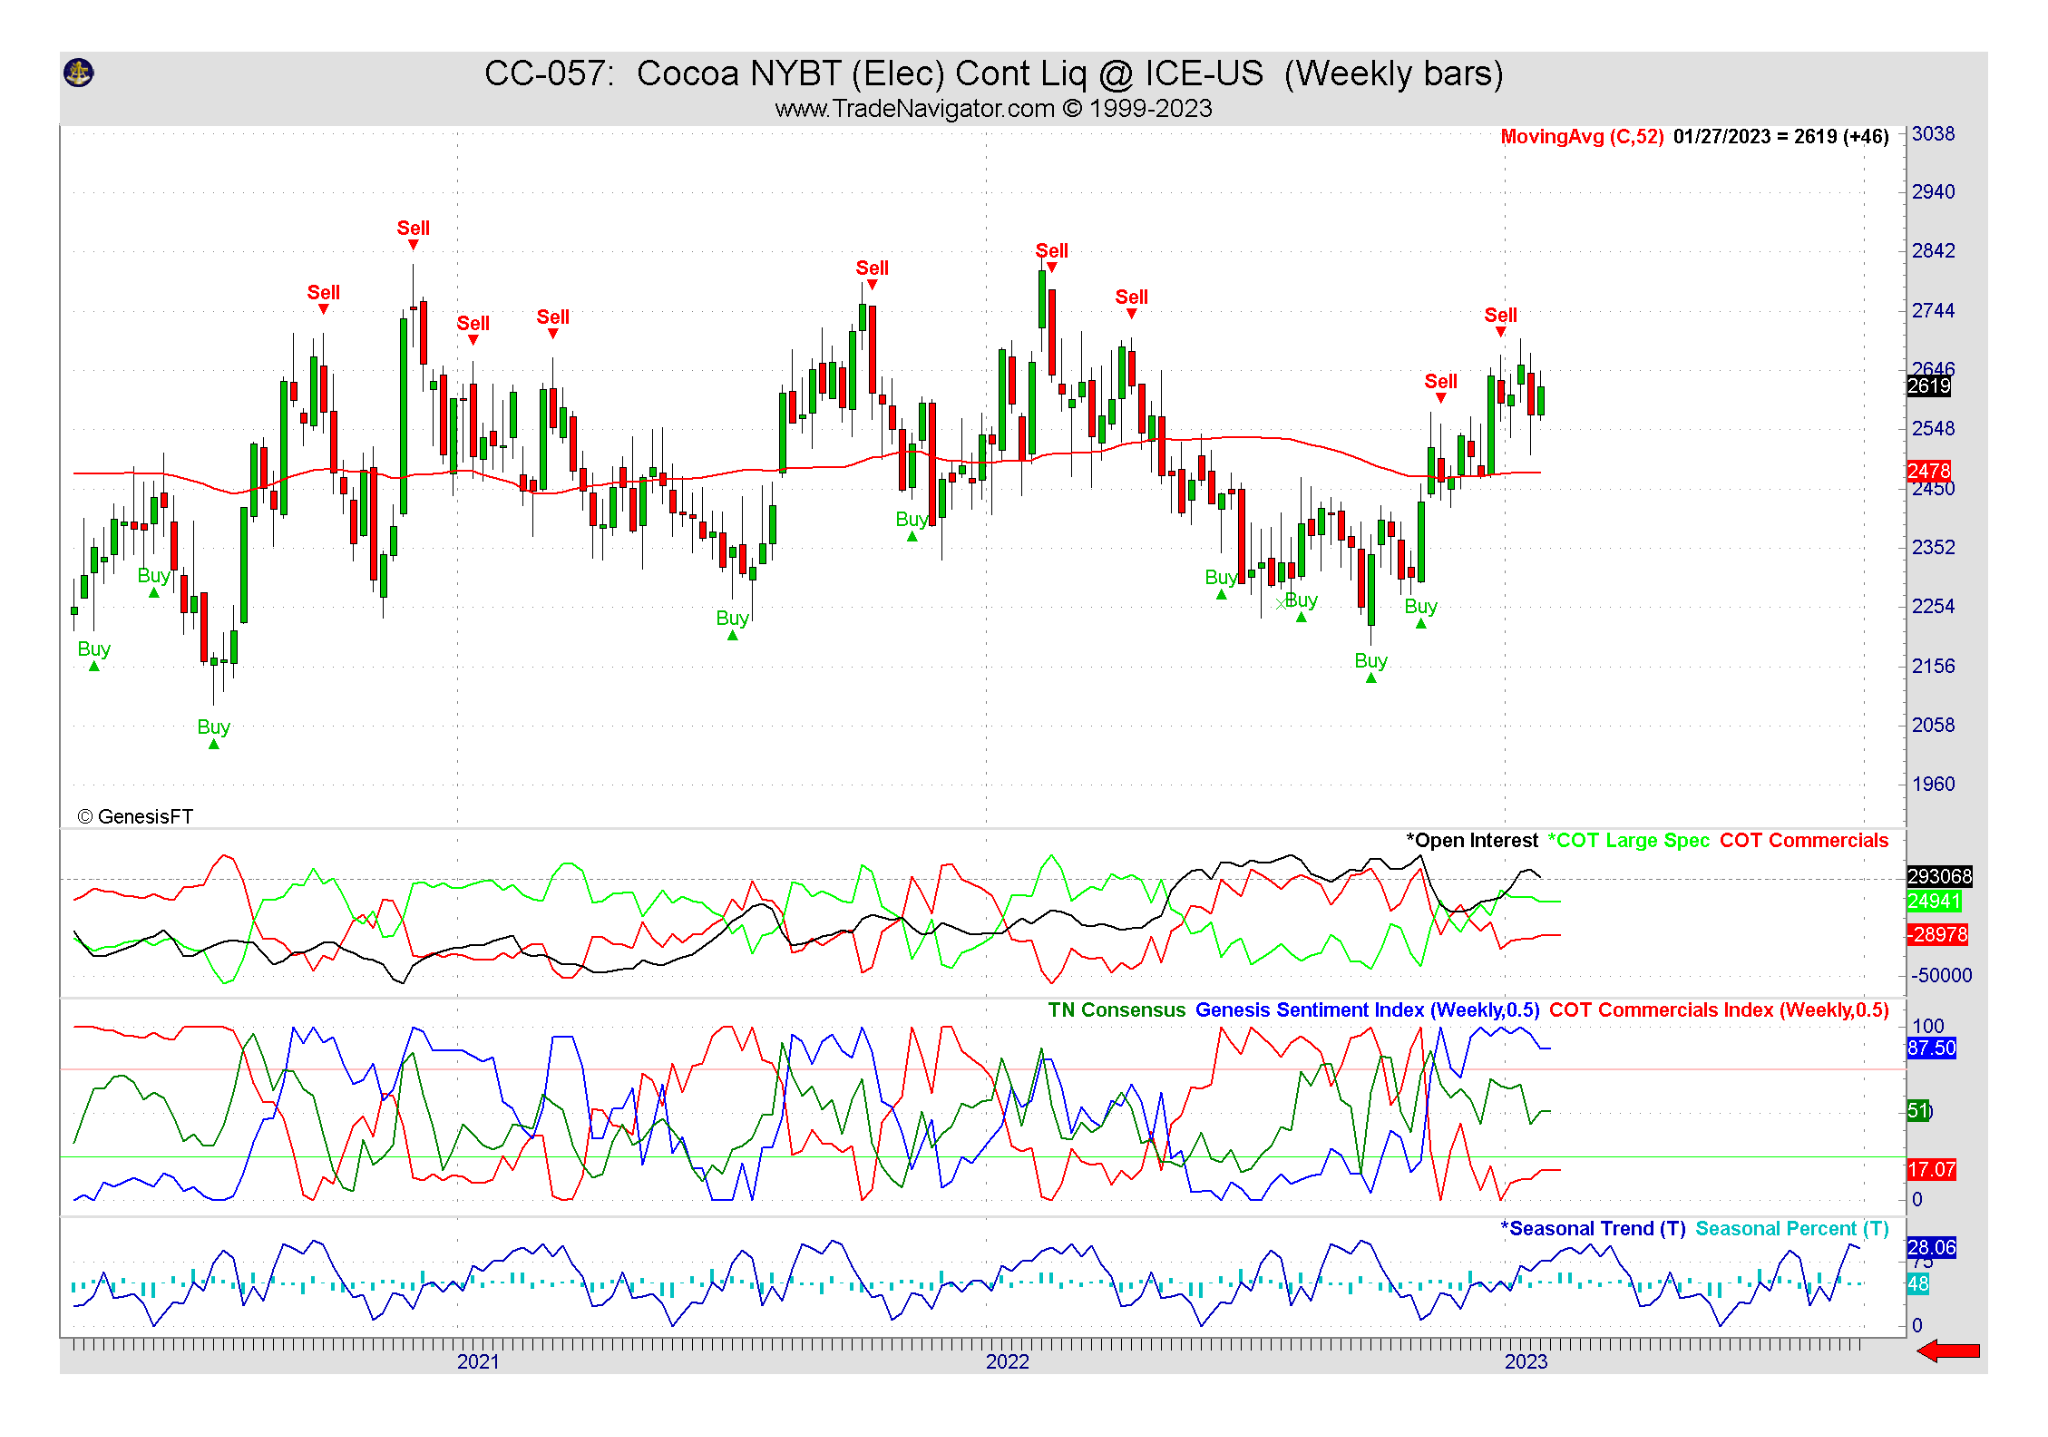 CC-057:  Cocoa NYBT (Elec) Cont Liq @ ICE-US  (Weekly bars)
www.TradeNavigator.com © 1999-2023
MovingAvg (C,52) 01/27/2023 = 2619 (+46)
3038
2940
Sell
2842
Sell
Sell
Sell
Sell
2744
Sell
Sell
Sell
Sell
2646
2619
Sell
2548
2478
2450
Buy
2352
Buy
Buy
Buy
2254
Buy
Buy
Buy
2156
Buy
2058
Buy
1960
© GenesisFT
*Open Interest *COT Large Spec COT Commercials
293068
24941
-28978
-50000
TN Consensus Genesis Sentiment Index (Weekly,0.5) COT Commercials Index (Weekly,0.5)
100
87.50
51
17.07
0
*Seasonal Trend (T) Seasonal Percent (T)
28.06
75
48
0
2021 2022 2023